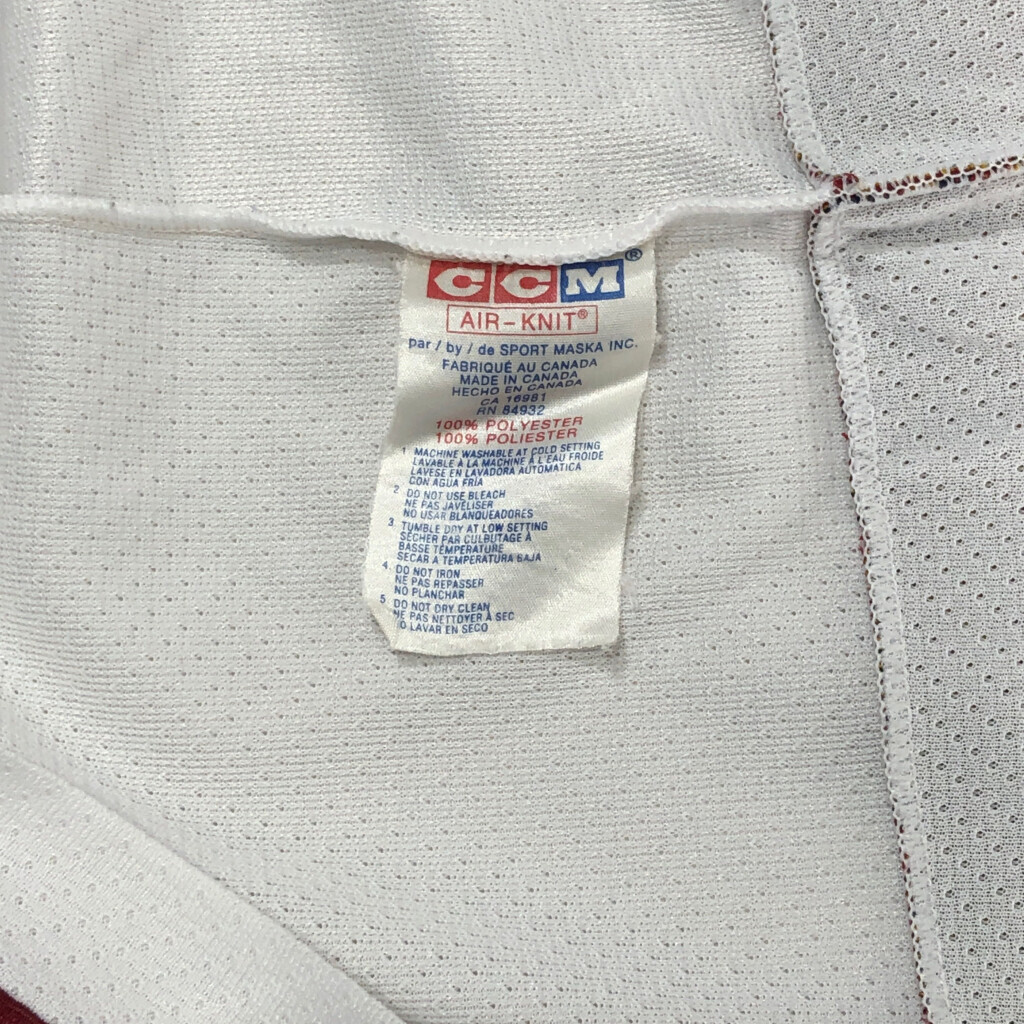 CCM®
AIR-KNIT®
par / by / de SPORT MASKA INC.
FABRIQUÉ AU CANADA
MADE IN CANADA
HECHO EN CANADA
CA 16981
RN 84932
100% POLYESTER
100% POLIESTER
1 MACHINE WASHABLE AT COLD SETTING
LAVABLE À LA MACHINE À L'EAU FROIDE
LAVESE EN LAVADORA AUTOMATICA
CON AGUA FRÍA
2 DO NOT USE BLEACH
NE PAS JAVELISER
NO USAR BLANQUEADORES
3 TUMBLE DRY AT LOW SETTING
SÉCHER PAR CULBUTAGE À
BASSE TEMPÉRATURE
SECAR A TEMPERATURA BAJA
4 DO NOT IRON
NE PAS REPASSER
NO PLANCHAR
5 DO NOT DRY CLEAN
NE PAS NETTOYER À SEC
O LAVAR EN SECO